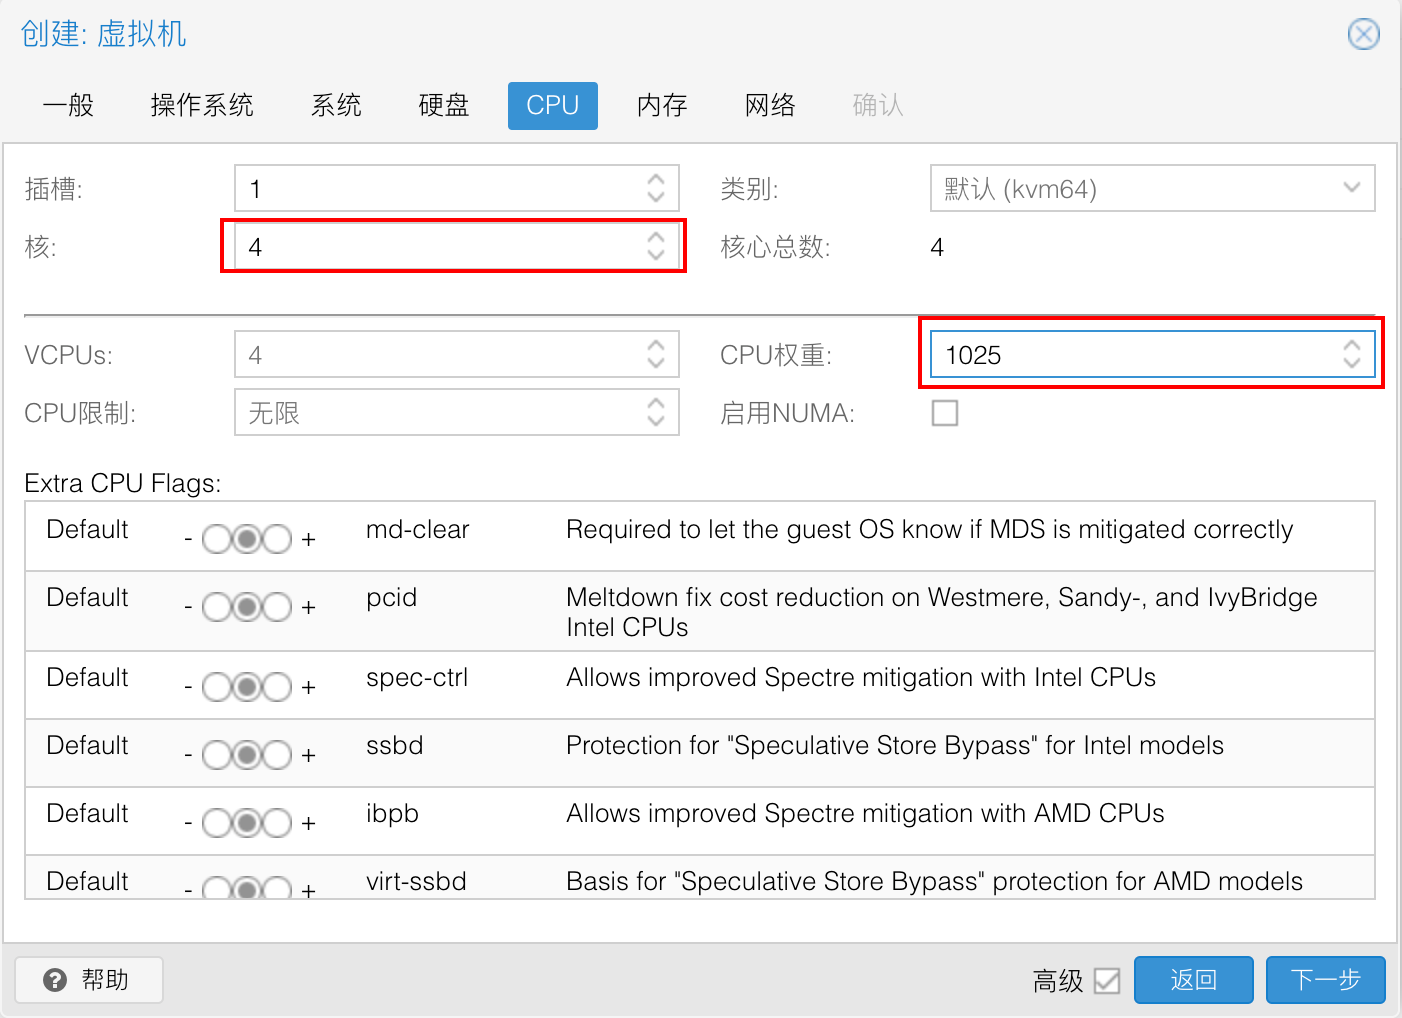 创建: 虚拟机
一般 操作系统 系统 硬盘 CPU 内存 网络 确认
插槽: 1 类别: 默认 (kvm64)
核: 4 核心总数: 4
VCPUs: 4 CPU权重: 1025
CPU限制: 无限 启用NUMA:
Extra CPU Flags:
Default - + md-clear Required to let the guest OS know if MDS is mitigated correctly
Default - + pcid Meltdown fix cost reduction on Westmere, Sandy-, and IvyBridge
Intel CPUs
Default - + spec-ctrl Allows improved Spectre mitigation with Intel CPUs
Default - + ssbd Protection for "Speculative Store Bypass" for Intel models
Default - + ibpb Allows improved Spectre mitigation with AMD CPUs
Default - + virt-ssbd Basis for "Speculative Store Bypass" protection for AMD models
? 帮助 高级 返回 下一步